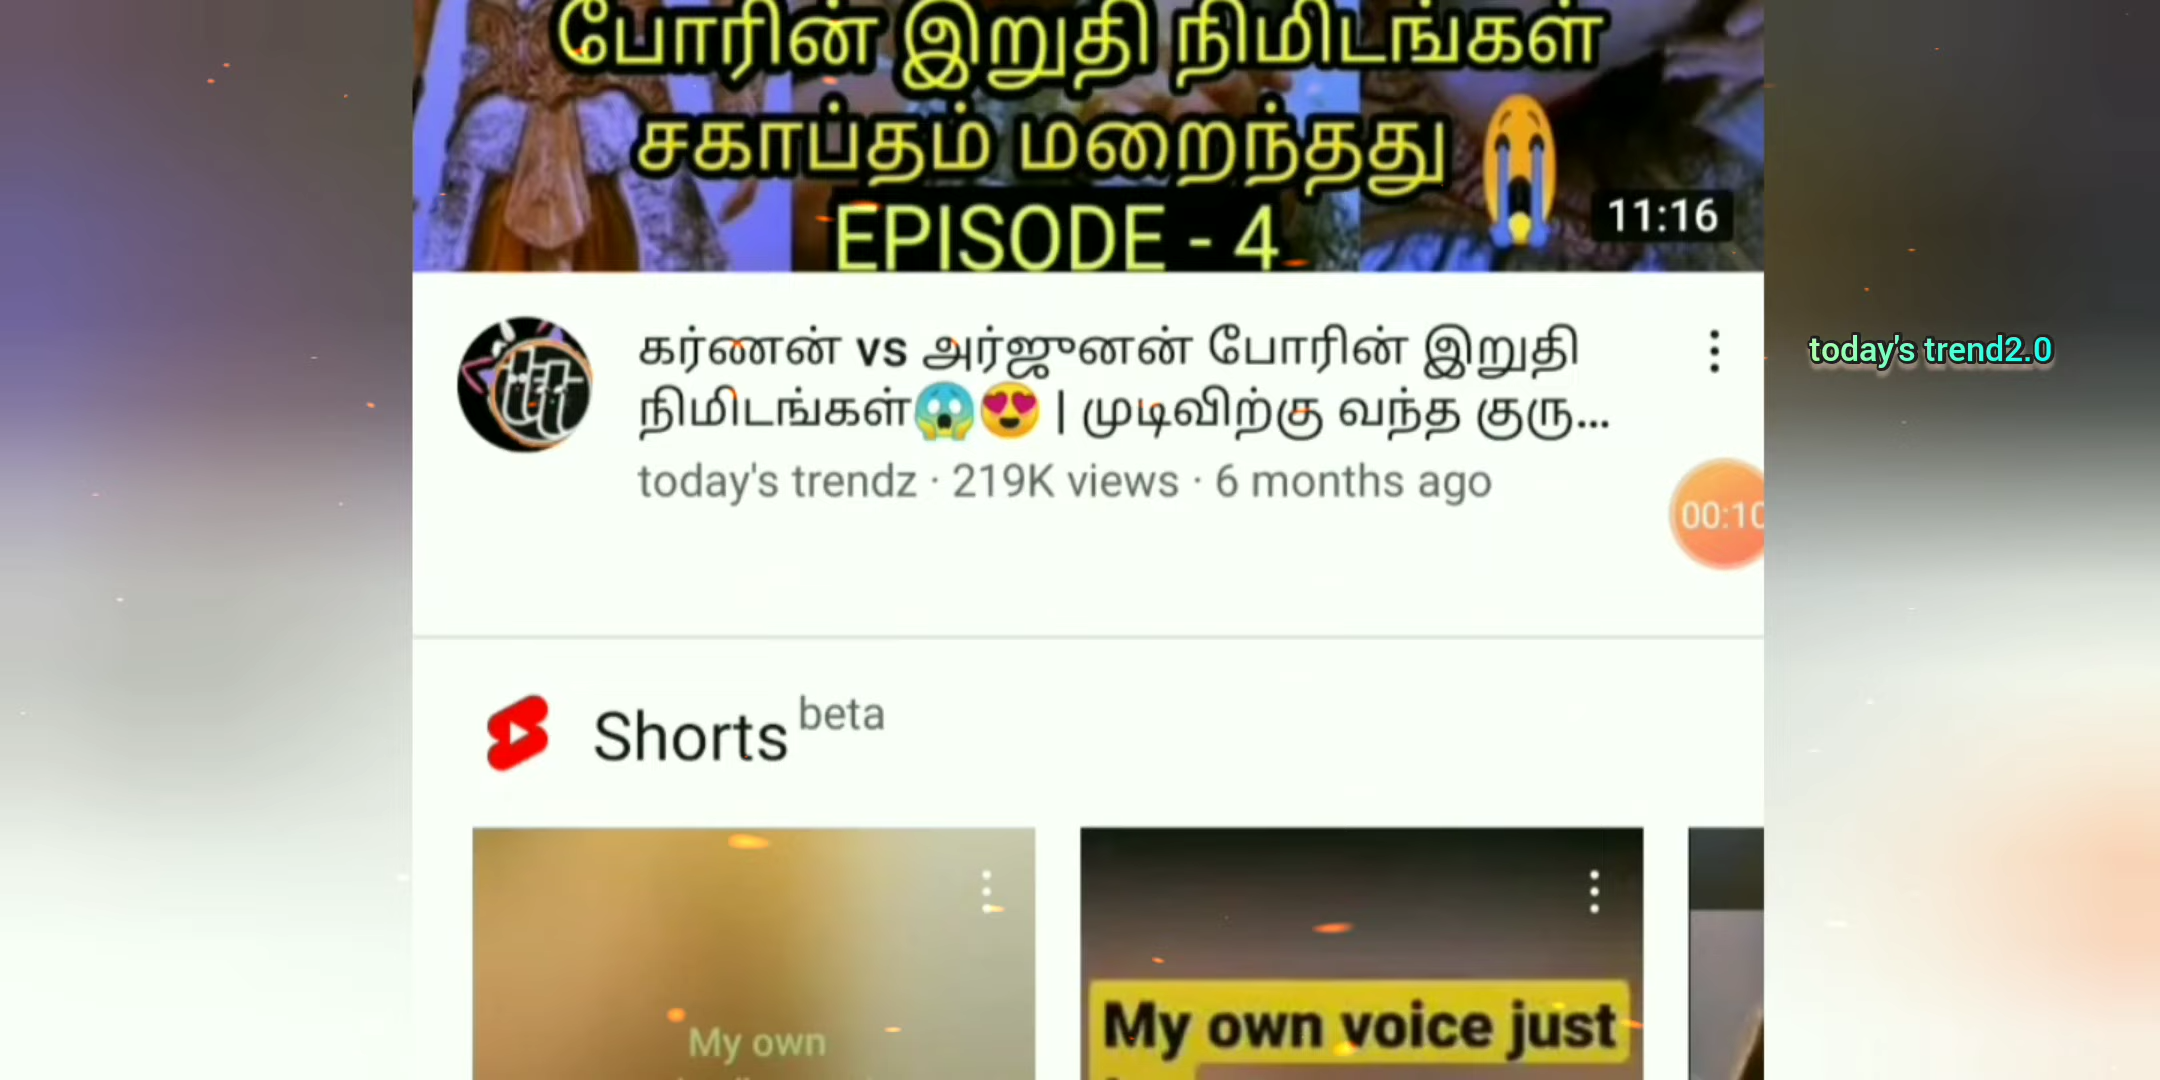 போரின் இறுதி நிமிடங்கள்
சகாப்தம் மறைந்தது 😭
EPISODE - 4
11:16
கர்ணன் vs அர்ஜுனன் போரின் இறுதி
நிமிடங்கள்😱😍 | முடிவிற்கு வந்த குரு...
today's trendz · 219K views · 6 months ago
today's trend2.0
00:10
Shorts beta
My own
My own voice just